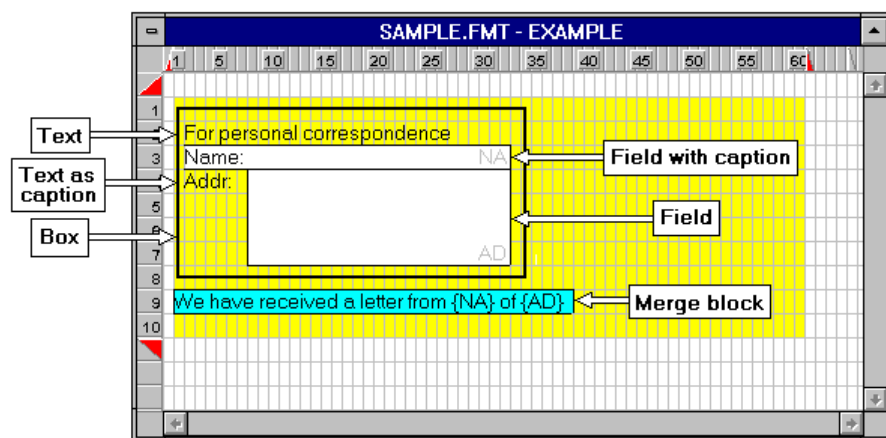 SAMPLE.FMT - EXAMPLE
1 5 10 15 20 25 30 35 40 45 50 55 60
1
Text
For personal correspondence
3
Name: NA
Field with caption
Text as
caption
Addr:
5
Field
Box
6
7
AD
8
9
We have received a letter from {NA} of {AD}
Merge block
10